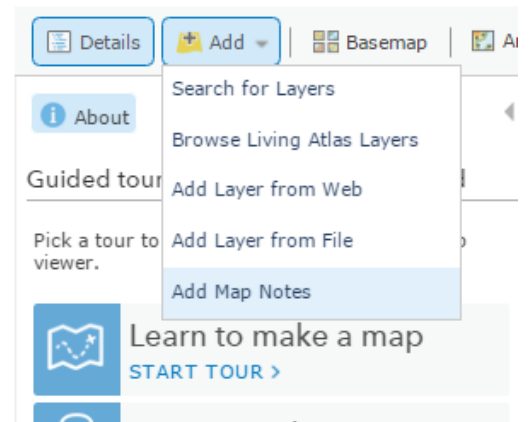 Details Add Basemap
Search for Layers
About
Browse Living Atlas Layers
Guided tour
Add Layer from Web
Pick a tour to
Add Layer from File
viewer.
Add Map Notes
Learn to make a map
START TOUR >